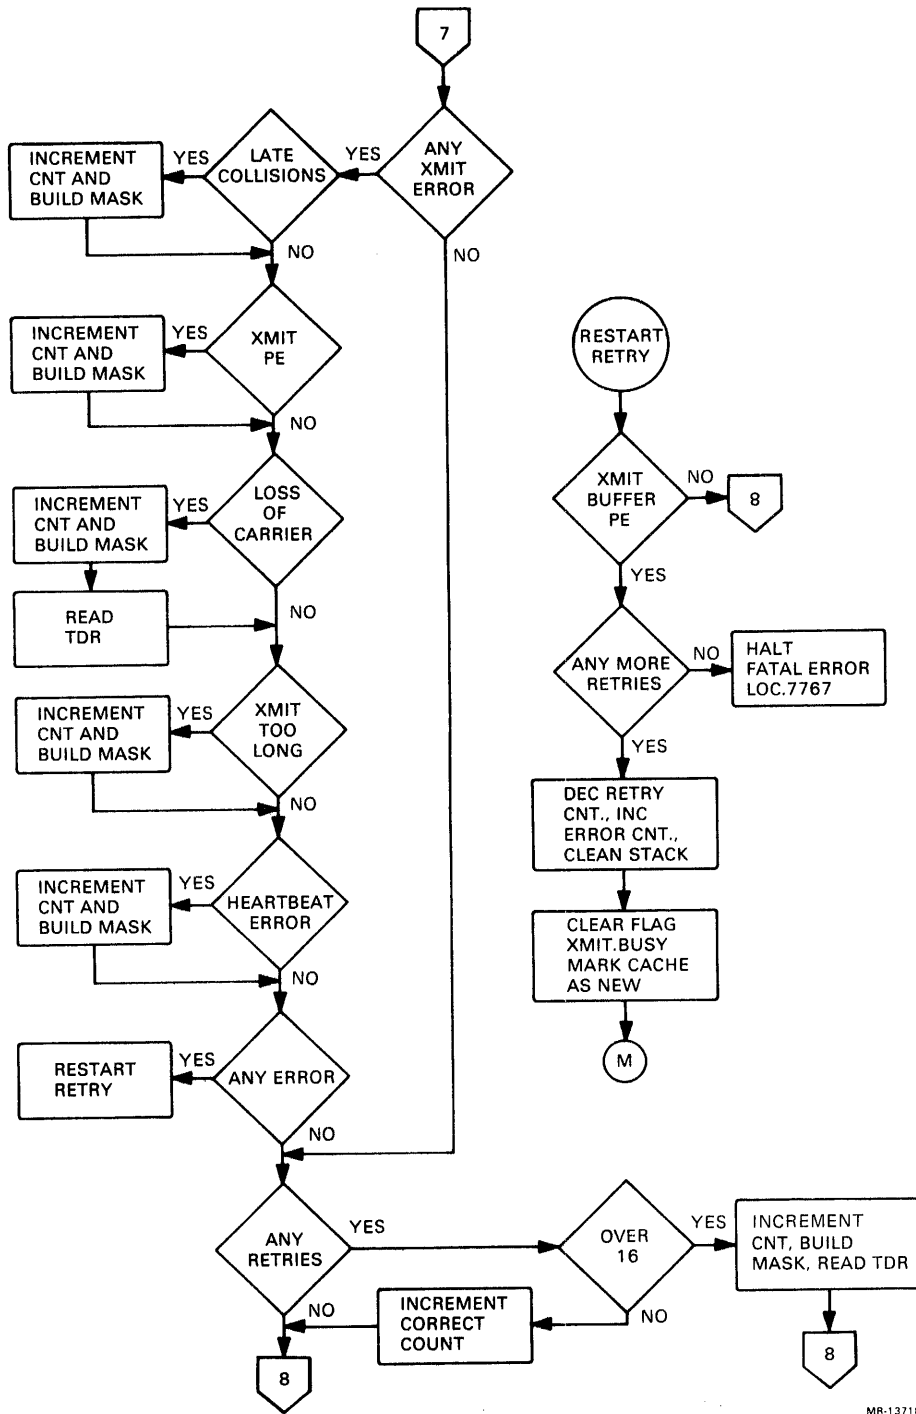 7
ANY
XMIT
ERROR
YES
LATE
COLLISIONS
YES
INCREMENT
CNT AND
BUILD MASK
NO
NO
XMIT
PE
YES
INCREMENT
CNT AND
BUILD MASK
NO
LOSS
OF
CARRIER
YES
INCREMENT
CNT AND
BUILD MASK
READ
TDR
NO
XMIT
TOO
LONG
YES
INCREMENT
CNT AND
BUILD MASK
NO
HEARTBEAT
ERROR
YES
INCREMENT
CNT AND
BUILD MASK
NO
ANY ERROR
YES
RESTART
RETRY
NO
ANY
RETRIES
YES
OVER
16
YES
INCREMENT
CNT, BUILD
MASK, READ TDR
8
NO
INCREMENT
CORRECT
COUNT
NO
8
RESTART
RETRY
XMIT
BUFFER
PE
NO
8
YES
ANY MORE
RETRIES
NO
HALT
FATAL ERROR
LOC.7767
YES
DEC RETRY
CNT., INC
ERROR CNT.,
CLEAN STACK
CLEAR FLAG
XMIT.BUSY
MARK CACHE
AS NEW
M